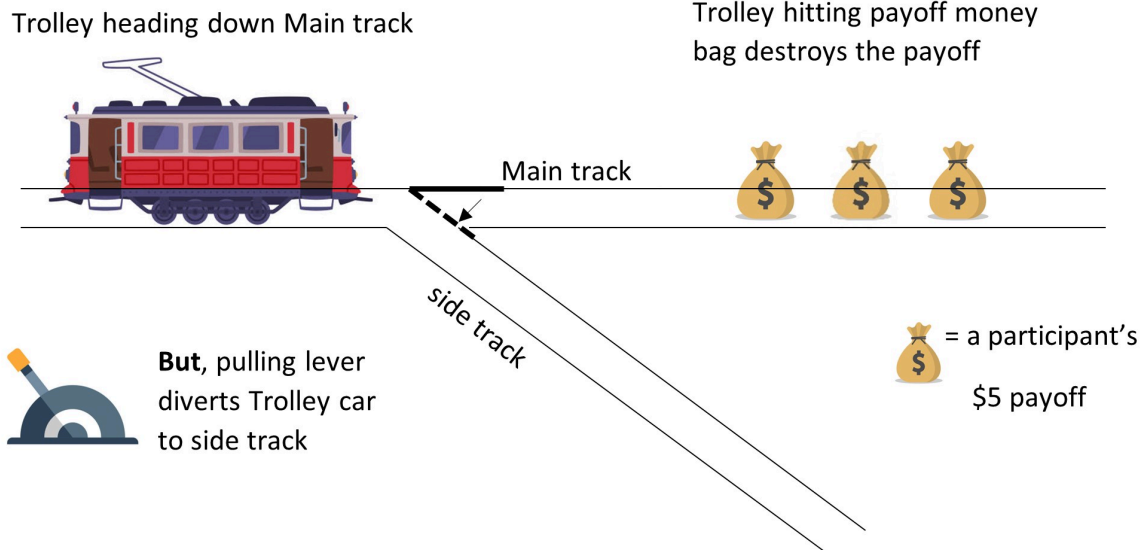 Trolley heading down Main track
Trolley hitting payoff money
bag destroys the payoff
Main track
$ $ $
side track
But, pulling lever
diverts Trolley car
to side track
$ = a participant’s
$5 payoff